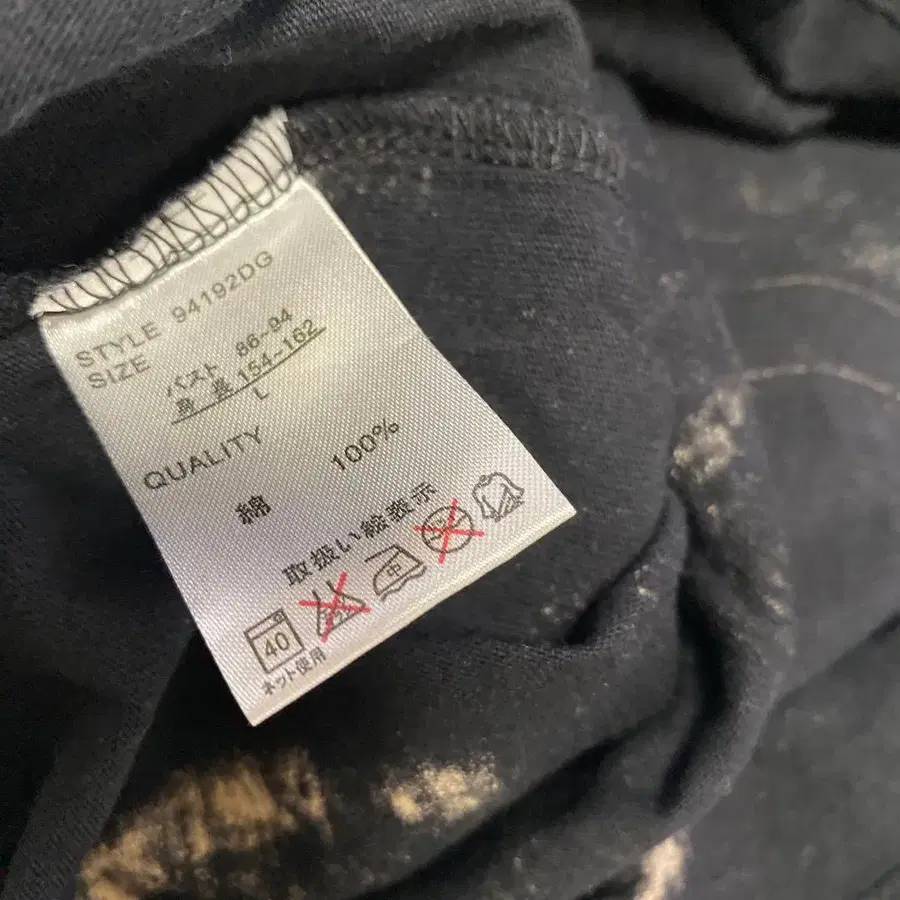 STYLE 94192DG
SIZE
バスト 86~94
身長 154~162
L
QUALITY
綿 100%
取扱い絵表示
中
40
ネット使用